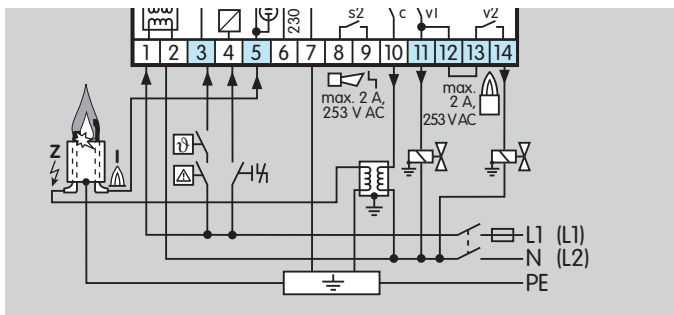 230 s2 c v1 v2
1 2 3 4 5 6 7 8 9 10 11 12 13 14
max. 2 A,
253 V AC
max.
2 A,
253 V AC
Z I
ϑ
L1 (L1)
N (L2)
PE